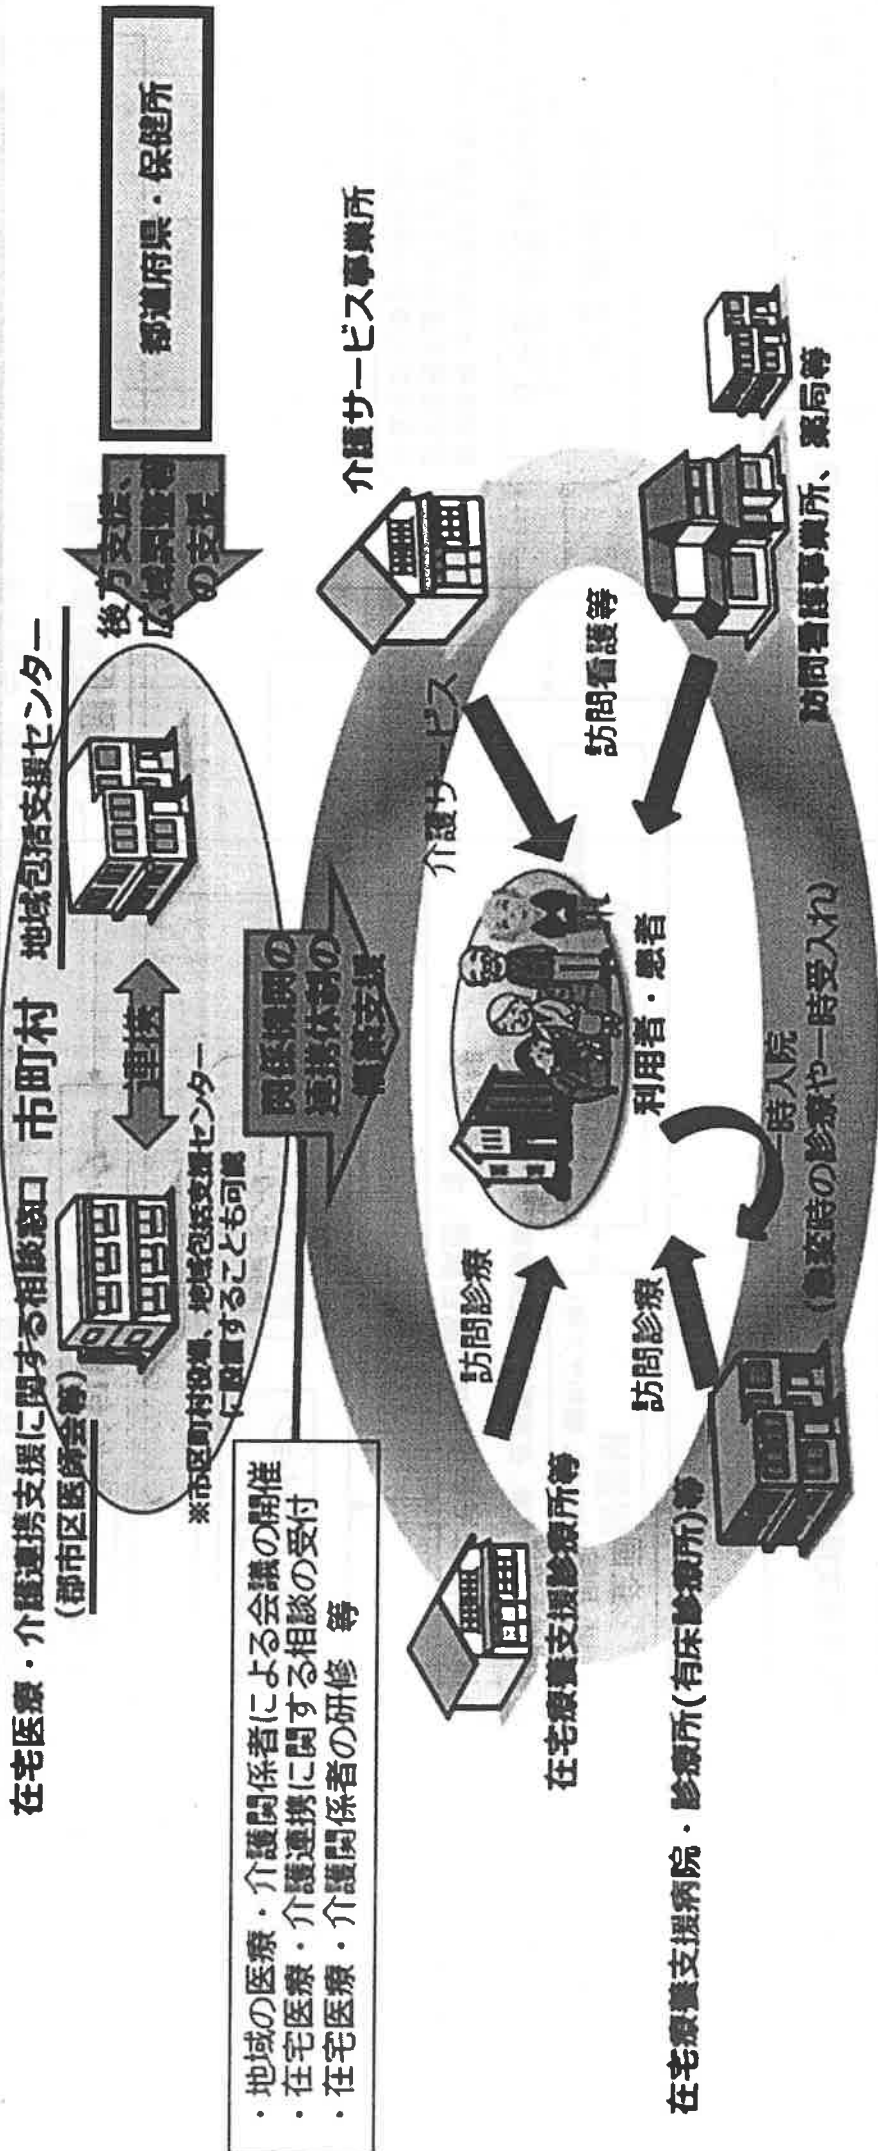 在宅医療・介護連携支援に関する相談窓口
(郡市区医師会等)
市町村
地域包括支援センター
連携
※市区町村役場、地域包括支援センター
に設置することも可能
都道府県・保健所
後方支援、
広域調整等
の支援
関係機関の
連携体制の
構築支援
・地域の医療・介護関係者による会議の開催
・在宅医療・介護連携に関する相談の受付
・在宅医療・介護関係者の研修 等
在宅療養支援診療所等
訪問診療
利用者・患者
介護サービス
介護サービス事業所
訪問看護等
訪問看護事業所、薬局等
在宅療養支援病院・診療所(有床診療所)等
訪問診療
一時入院
(急変時の診療や一時受入れ)